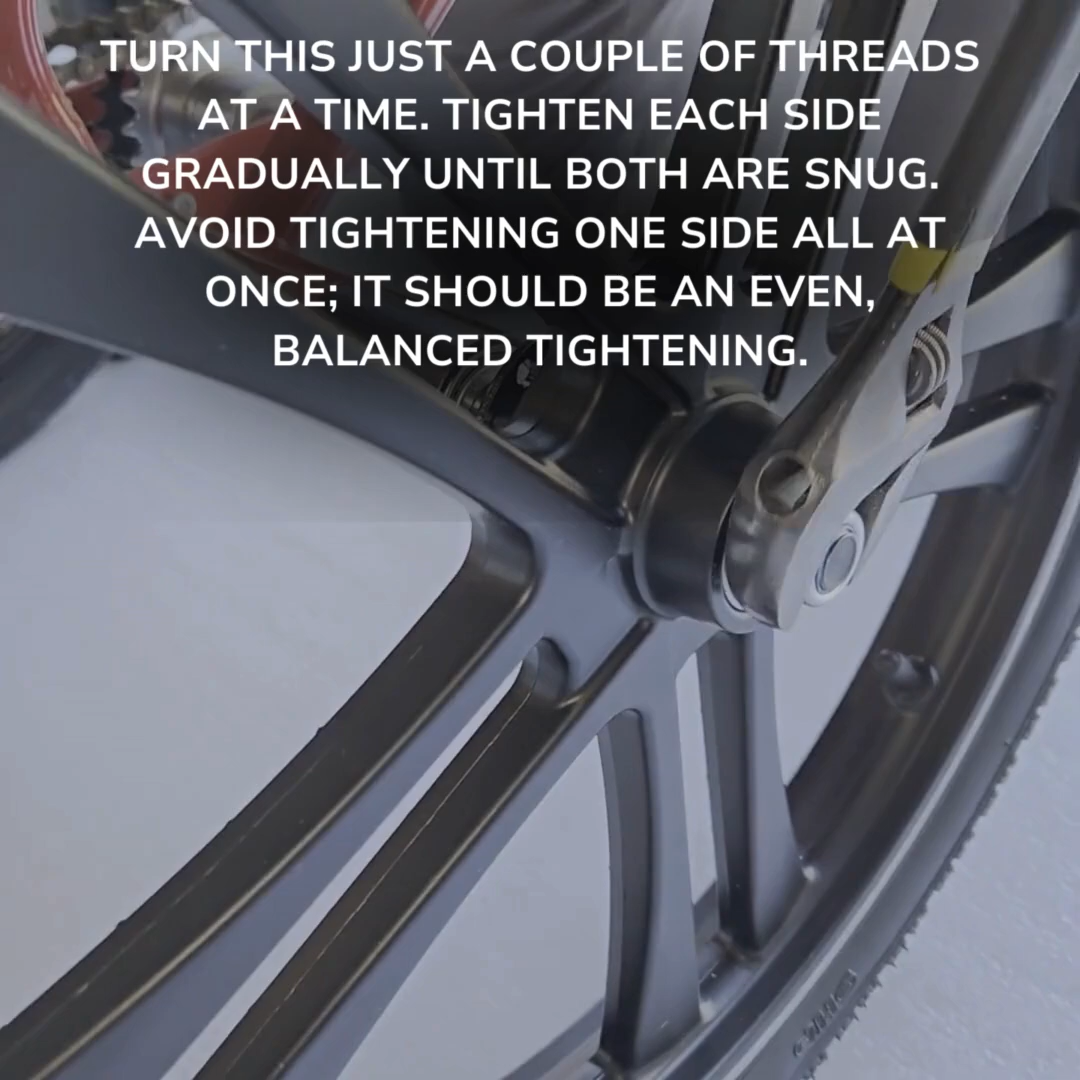 TURN THIS JUST A COUPLE OF THREADS
AT A TIME. TIGHTEN EACH SIDE
GRADUALLY UNTIL BOTH ARE SNUG.
AVOID TIGHTENING ONE SIDE ALL AT
ONCE; IT SHOULD BE AN EVEN,
BALANCED TIGHTENING.